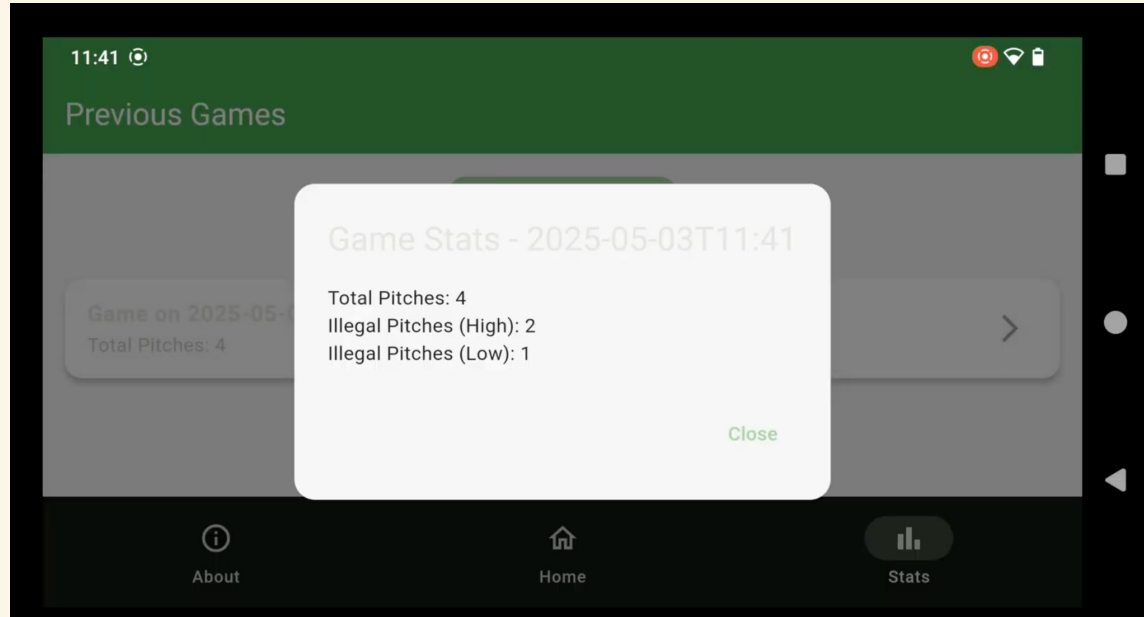 11:41
Previous Games
Game Stats - 2025-05-03T11:41
Total Pitches: 4
Illegal Pitches (High): 2
Illegal Pitches (Low): 1
Close
Game on 2025-05-
Total Pitches: 4
About
Home
Stats